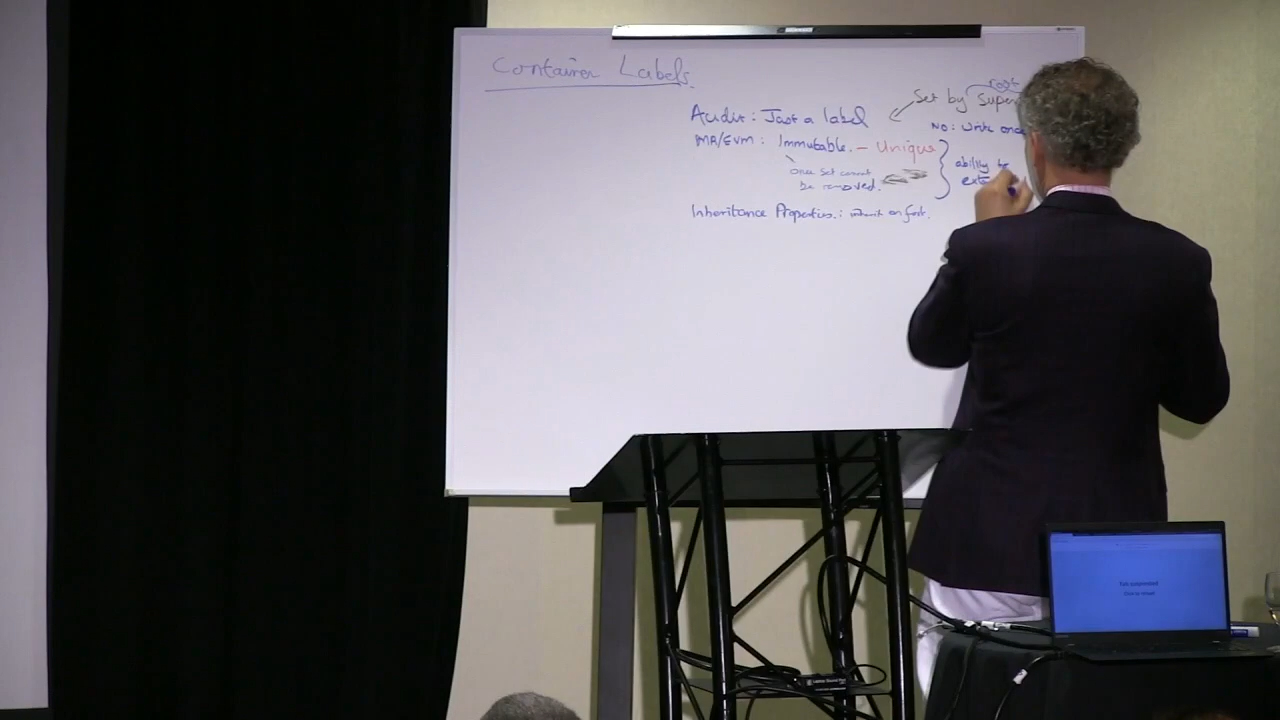 Container Labels
root
Set by Super
Audit: Just a label
No: write once
MA/EVM: Immutable. - Unique
ability to
once set cannot
be removed.
Inheritance Properties: inherit on fork.